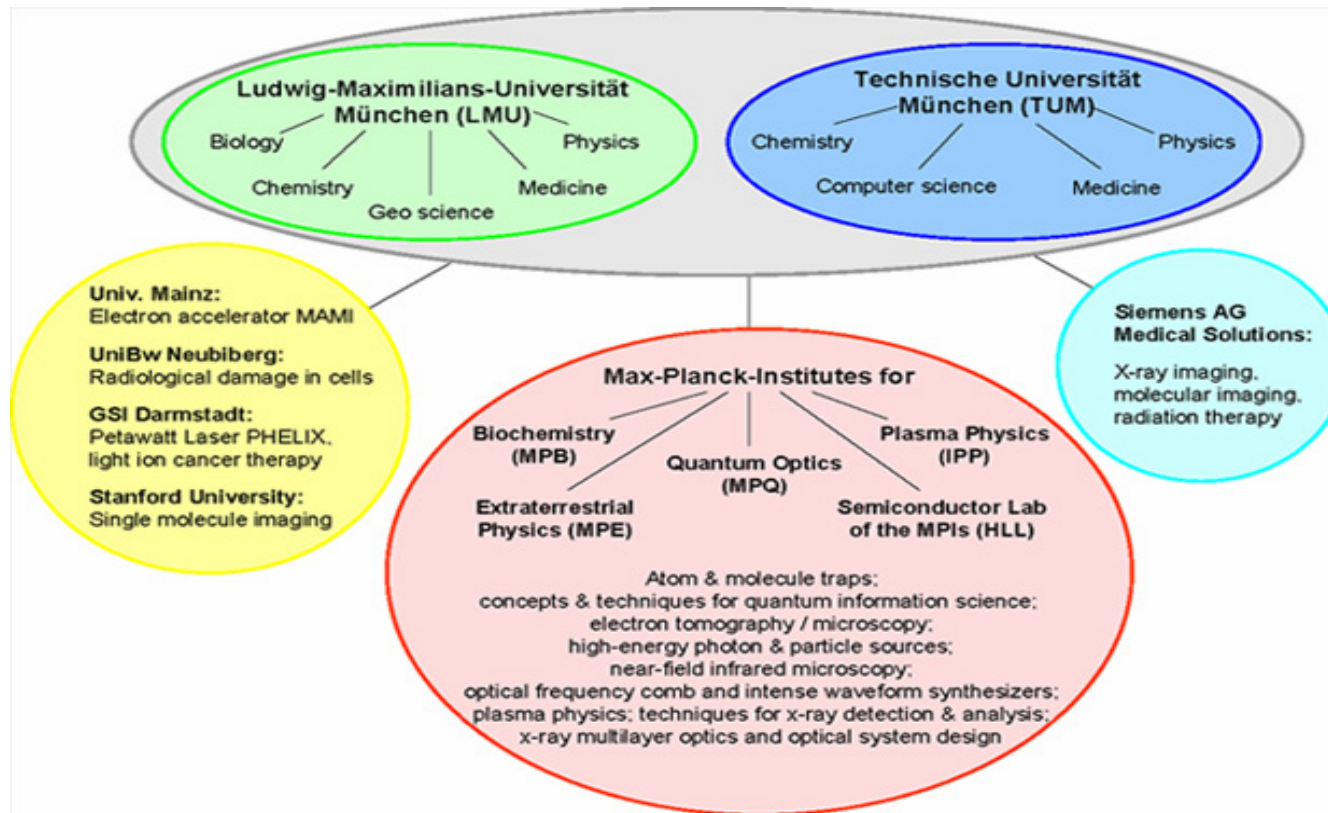 Ludwig-Maximilians-Universität
München (LMU)
Biology
Physics
Chemistry
Medicine
Geo science
Technische Universität
München (TUM)
Chemistry
Physics
Computer science
Medicine
Univ. Mainz:
Electron accelerator MAMI
UniBw Neubiberg:
Radiological damage in cells
GSI Darmstadt:
Petawatt Laser PHELIX,
light ion cancer therapy
Stanford University:
Single molecule imaging
Max-Planck-Institutes for
Biochemistry
(MPB)
Plasma Physics
(IPP)
Quantum Optics
(MPQ)
Extraterrestrial
Physics (MPE)
Semiconductor Lab
of the MPIs (HLL)
Atom & molecule traps;
concepts & techniques for quantum information science;
electron tomography / microscopy;
high-energy photon & particle sources;
near-field infrared microscopy;
optical frequency comb and intense waveform synthesizers;
plasma physics; techniques for x-ray detection & analysis;
x-ray multilayer optics and optical system design
Siemens AG
Medical Solutions:
X-ray imaging,
molecular imaging,
radiation therapy